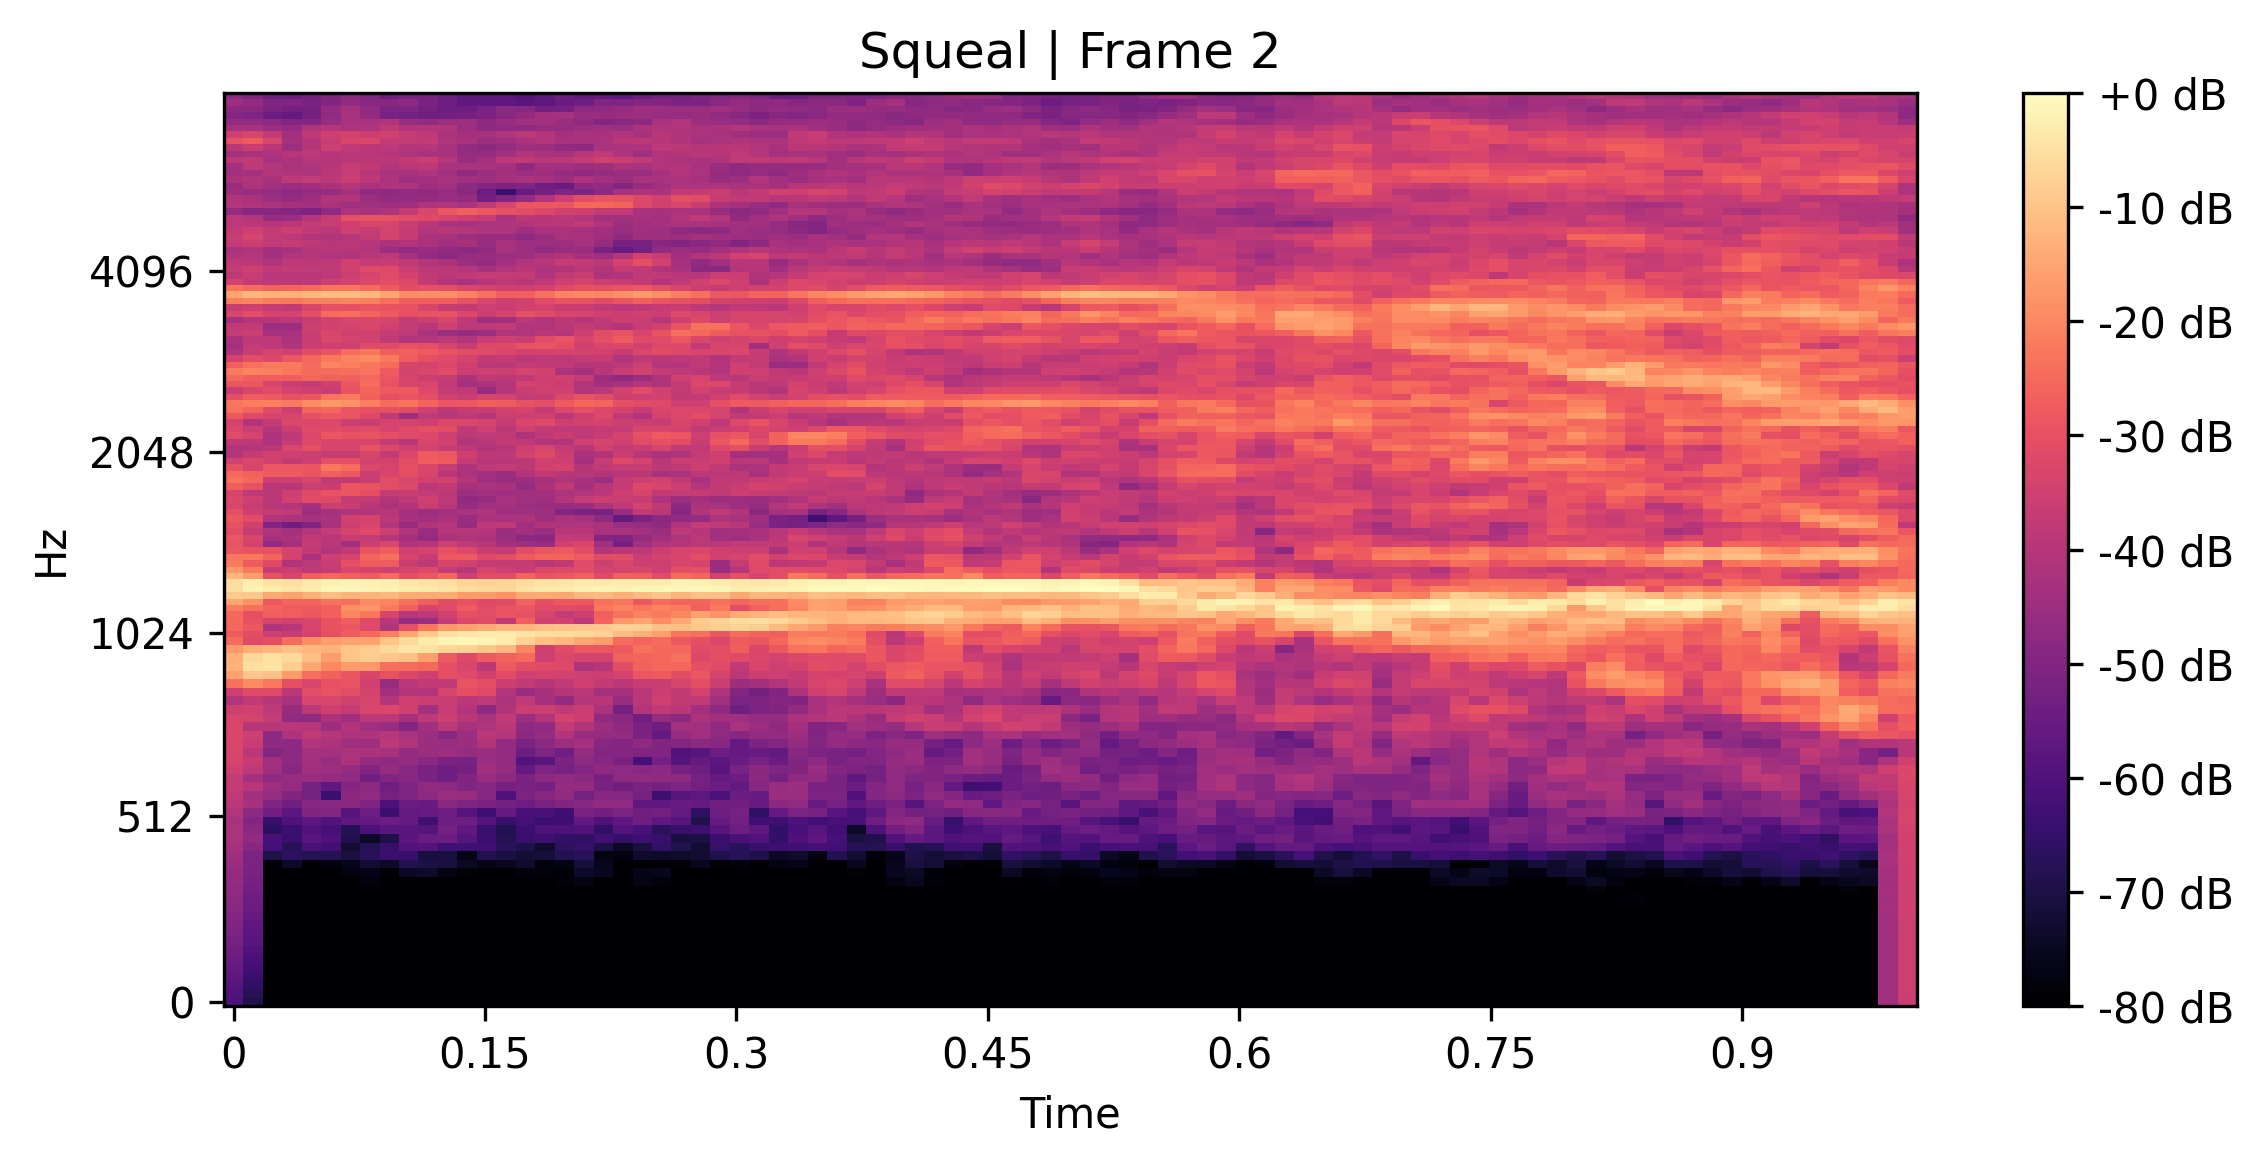 Squeal | Frame 2
+0 dB
-10 dB
-20 dB
-30 dB
-40 dB
-50 dB
-60 dB
-70 dB
-80 dB
4096
2048
1024
512
0
Hz
0 0.15 0.3 0.45 0.6 0.75 0.9
Time